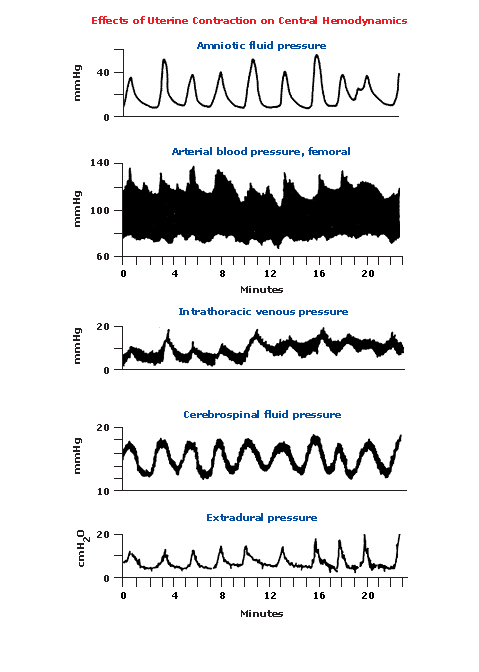 Effects of Uterine Contraction on Central Hemodynamics
Amniotic fluid pressure
mmHg
40
0
Arterial blood pressure, femoral
mmHg
140
100
60
0 4 8 12 16 20
Minutes
Intrathoracic venous pressure
mmHg
20
0
Cerebrospinal fluid pressure
mmHg
20
10
Extradural pressure
cmH2O
20
0
0 4 8 12 16 20
Minutes